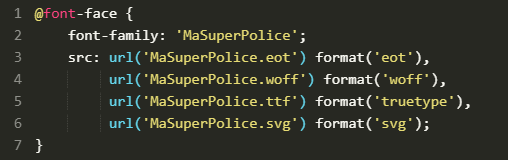 1 @font-face {
2     font-family: 'MaSuperPolice';
3     src: url('MaSuperPolice.eot') format('eot'),
4          url('MaSuperPolice.woff') format('woff'),
5          url('MaSuperPolice.ttf') format('truetype'),
6          url('MaSuperPolice.svg') format('svg');
7 }